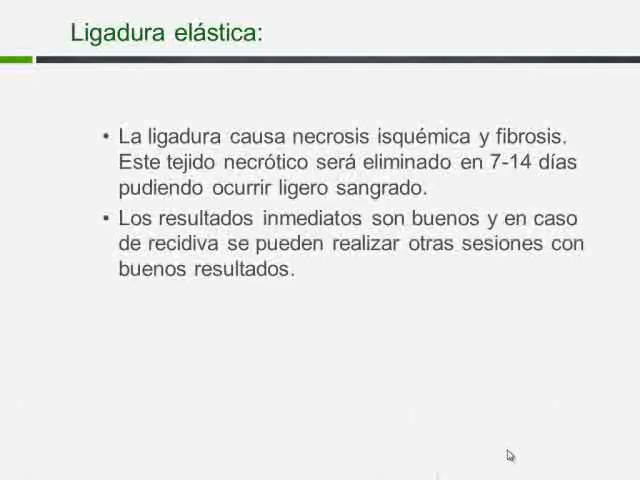 Ligadura elástica:
• La ligadura causa necrosis isquémica y fibrosis.
Este tejido necrótico será eliminado en 7-14 días
pudiendo ocurrir ligero sangrado.
• Los resultados inmediatos son buenos y en caso
de recidiva se pueden realizar otras sesiones con
buenos resultados.